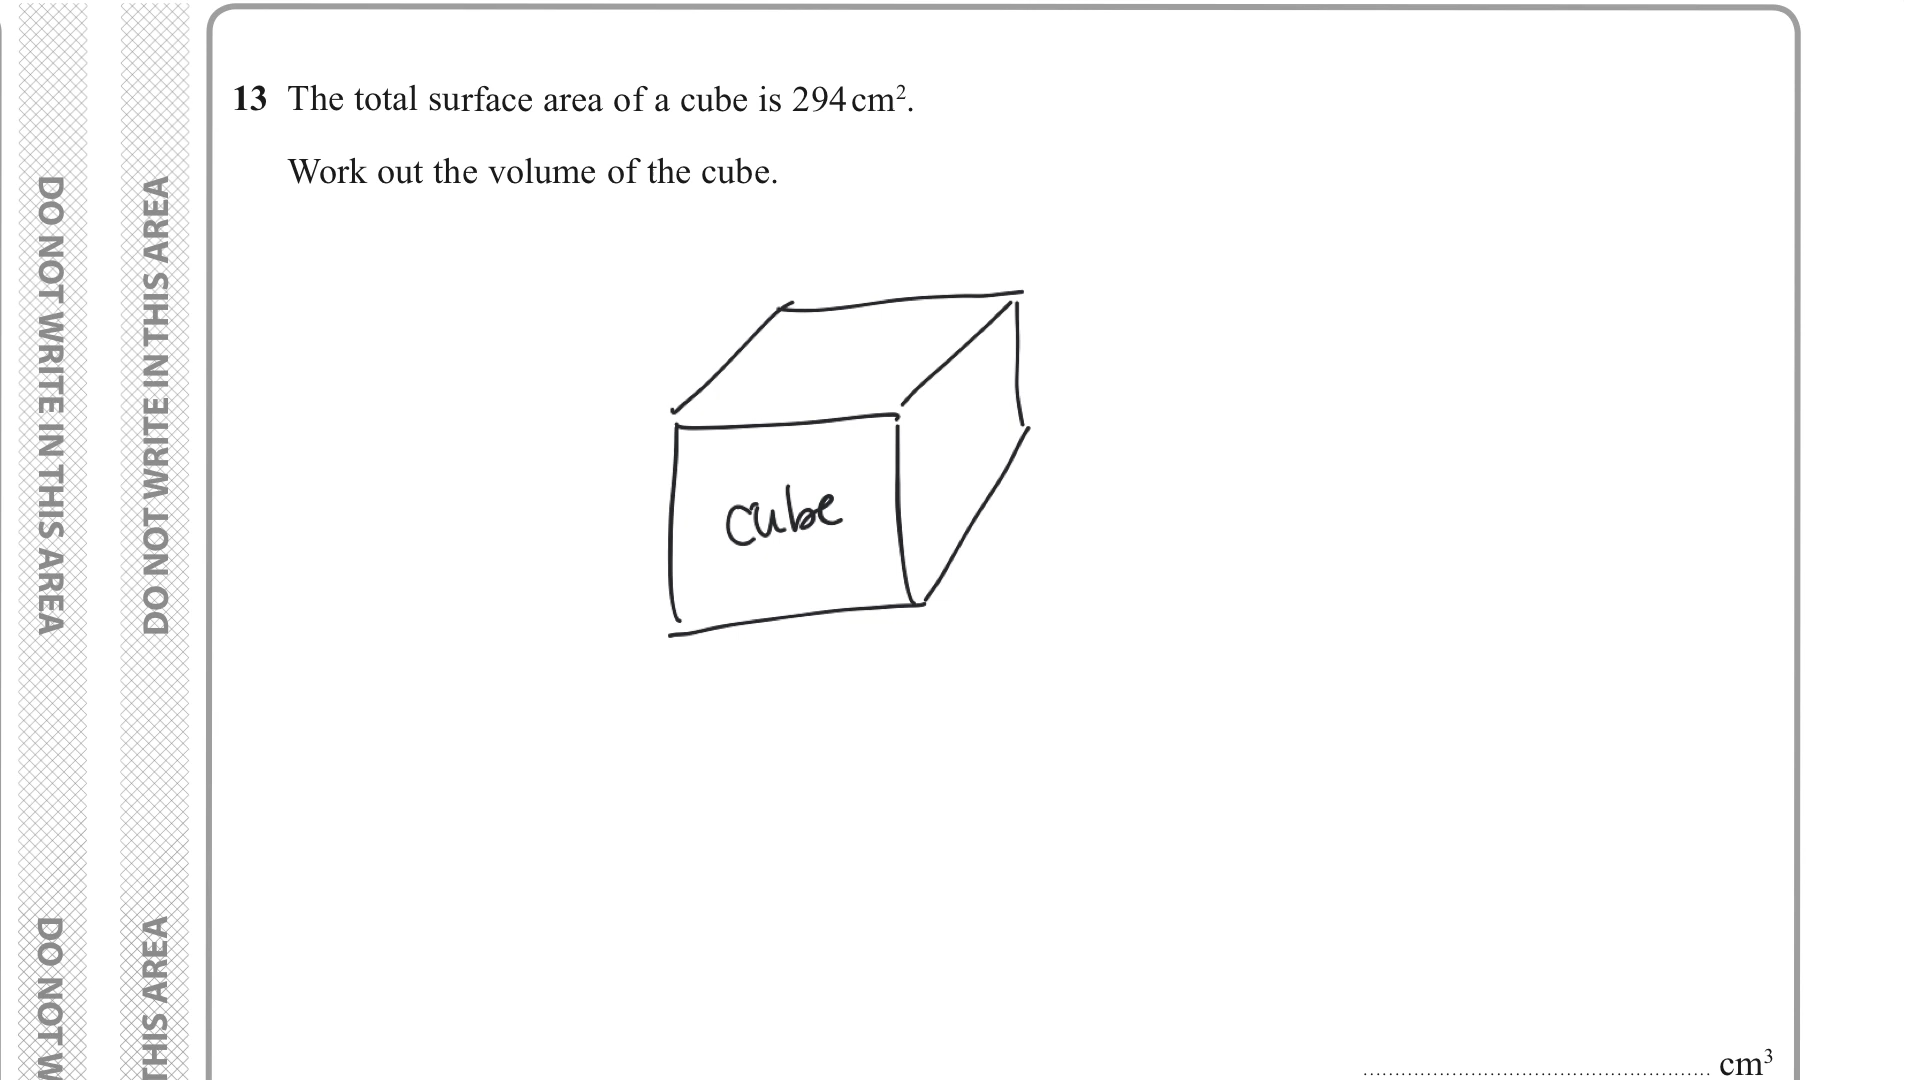 13 The total surface area of a cube is 294 cm².
Work out the volume of the cube.
cube
.......................................................... cm³
DO NOT WRITE IN THIS AREA
DO NOT WRITE IN THIS AREA
DO NOT W
THIS AREA